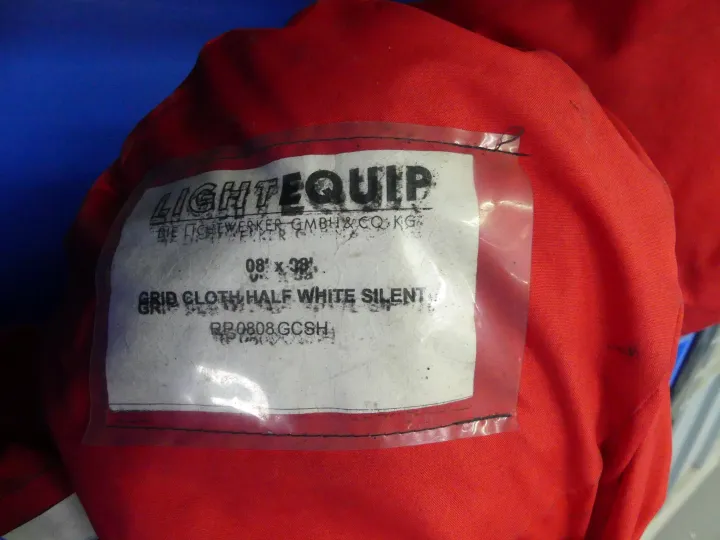 LIGHTEQUIP
DIE LICHTWERKER GMBH & CO. KG
08' x 08'
GRID CLOTH HALF WHITE SILENT
RP.0808.GCSH